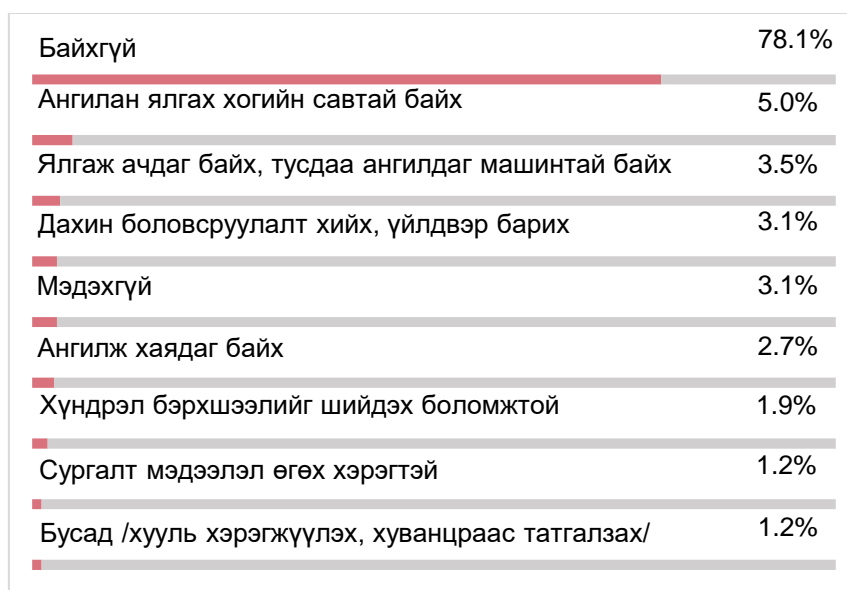 Байхгүй 78.1%
Ангилан ялгах хогийн савтай байх 5.0%
Ялгаж ачдаг байх, тусдаа ангилдаг машинтай байх 3.5%
Дахин боловсруулалт хийх, үйлдвэр барих 3.1%
Мэдэхгүй 3.1%
Ангилж хаядаг байх 2.7%
Хүндрэл бэрхшээлийг шийдэх боломжтой 1.9%
Сургалт мэдээлэл өгөх хэрэгтэй 1.2%
Бусад /хууль хэрэгжүүлэх, хуванцраас татгалзах/ 1.2%